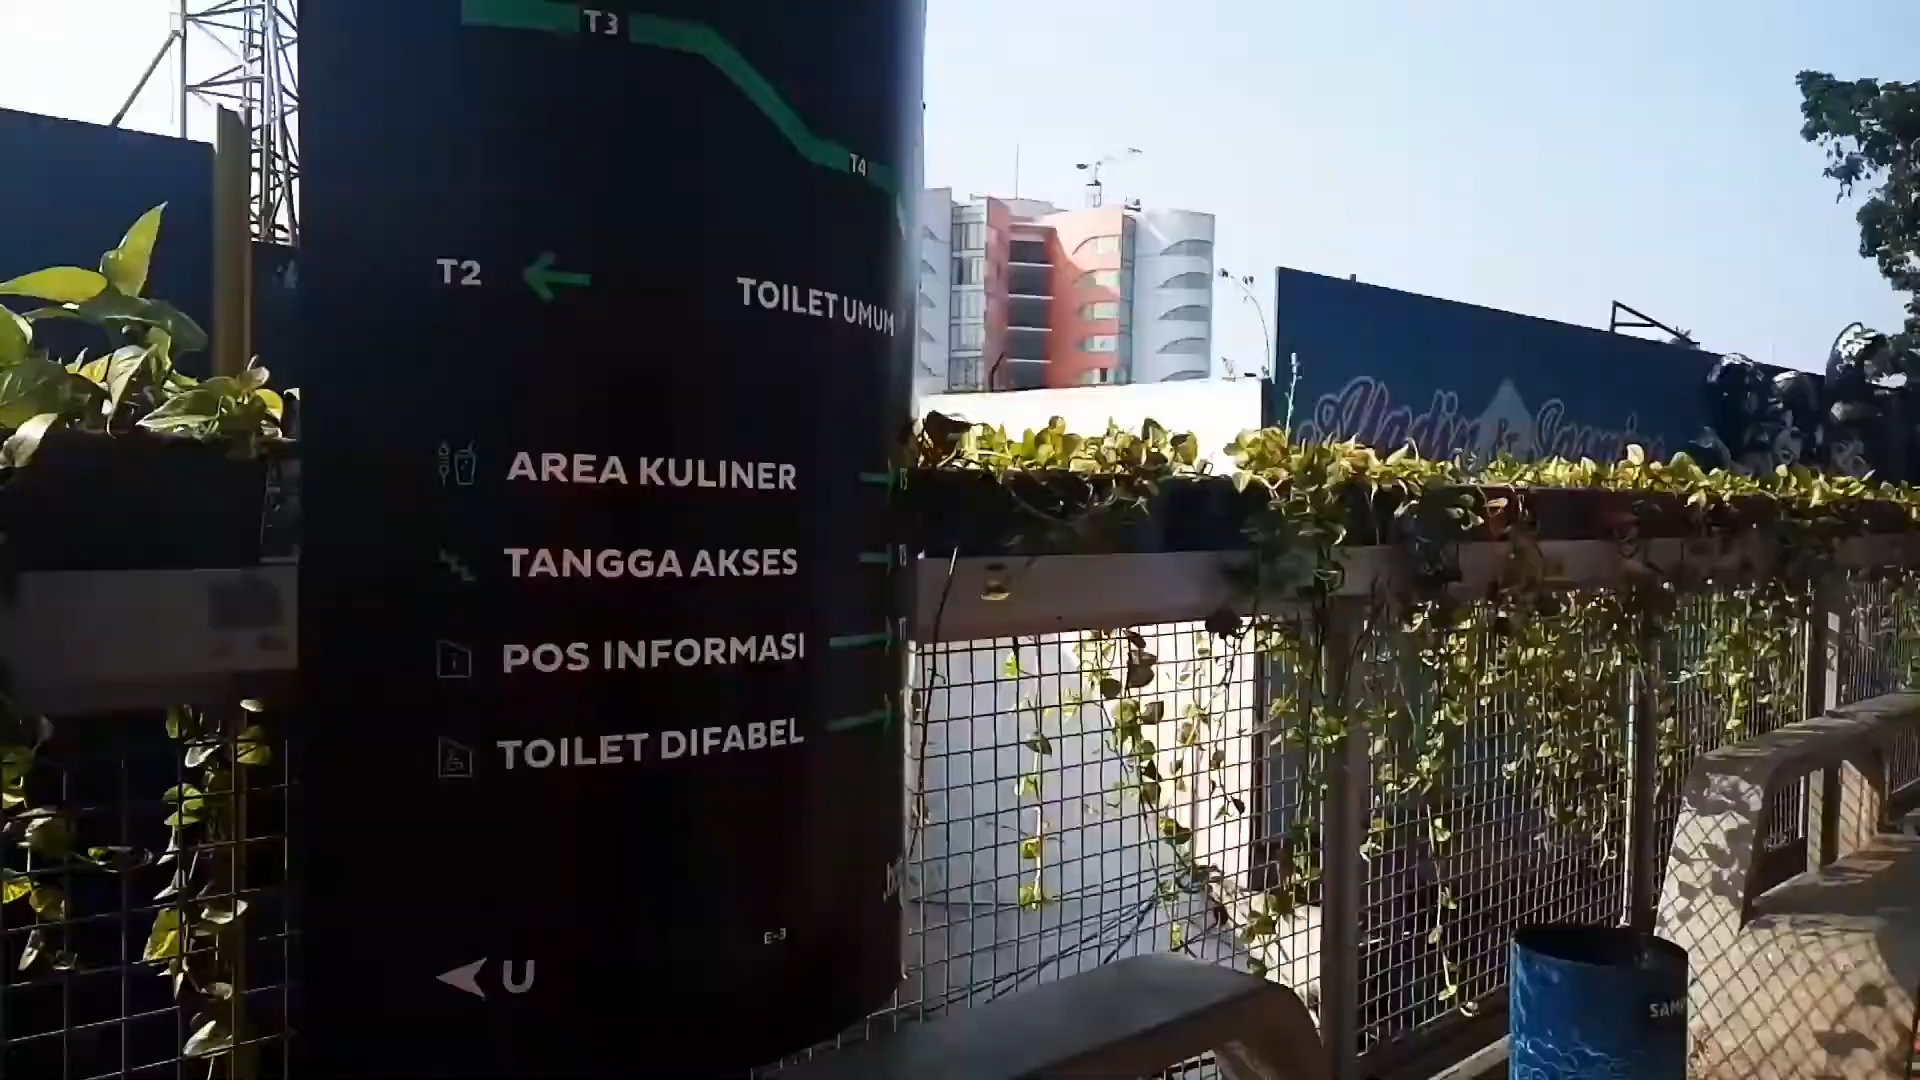 T3
T4
T2
TOILET UMUM
AREA KULINER
TANGGA AKSES
POS INFORMASI
TOILET DIFABEL
E-3
U